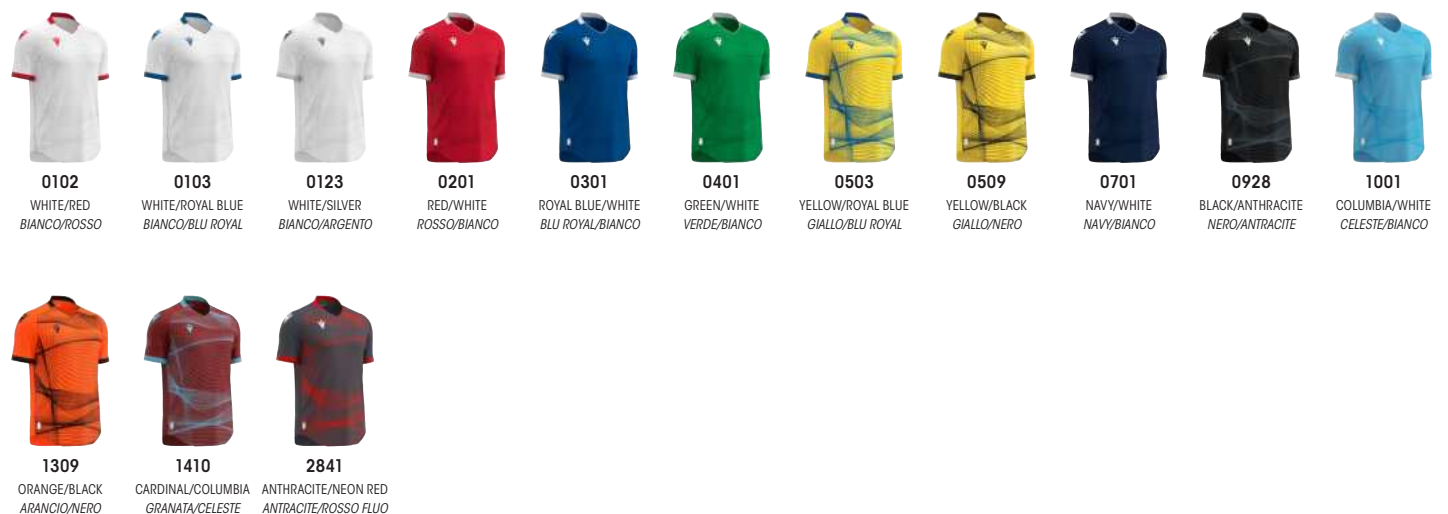 0102
WHITE/RED
BIANCO/ROSSO
0103
WHITE/ROYAL BLUE
BIANCO/BLU ROYAL
0123
WHITE/SILVER
BIANCO/ARGENTO
0201
RED/WHITE
ROSSO/BIANCO
0301
ROYAL BLUE/WHITE
BLU ROYAL/BIANCO
0401
GREEN/WHITE
VERDE/BIANCO
0503
YELLOW/ROYAL BLUE
GIALLO/BLU ROYAL
0509
YELLOW/BLACK
GIALLO/NERO
0701
NAVY/WHITE
NAVY/BIANCO
0928
BLACK/ANTHRACITE
NERO/ANTRACITE
1001
COLUMBIA/WHITE
CELESTE/BIANCO
1309
ORANGE/BLACK
ARANCIO/NERO
1410
CARDINAL/COLUMBIA
GRANATA/CELESTE
2841
ANTHRACITE/NEON RED
ANTRACITE/ROSSO FLUO